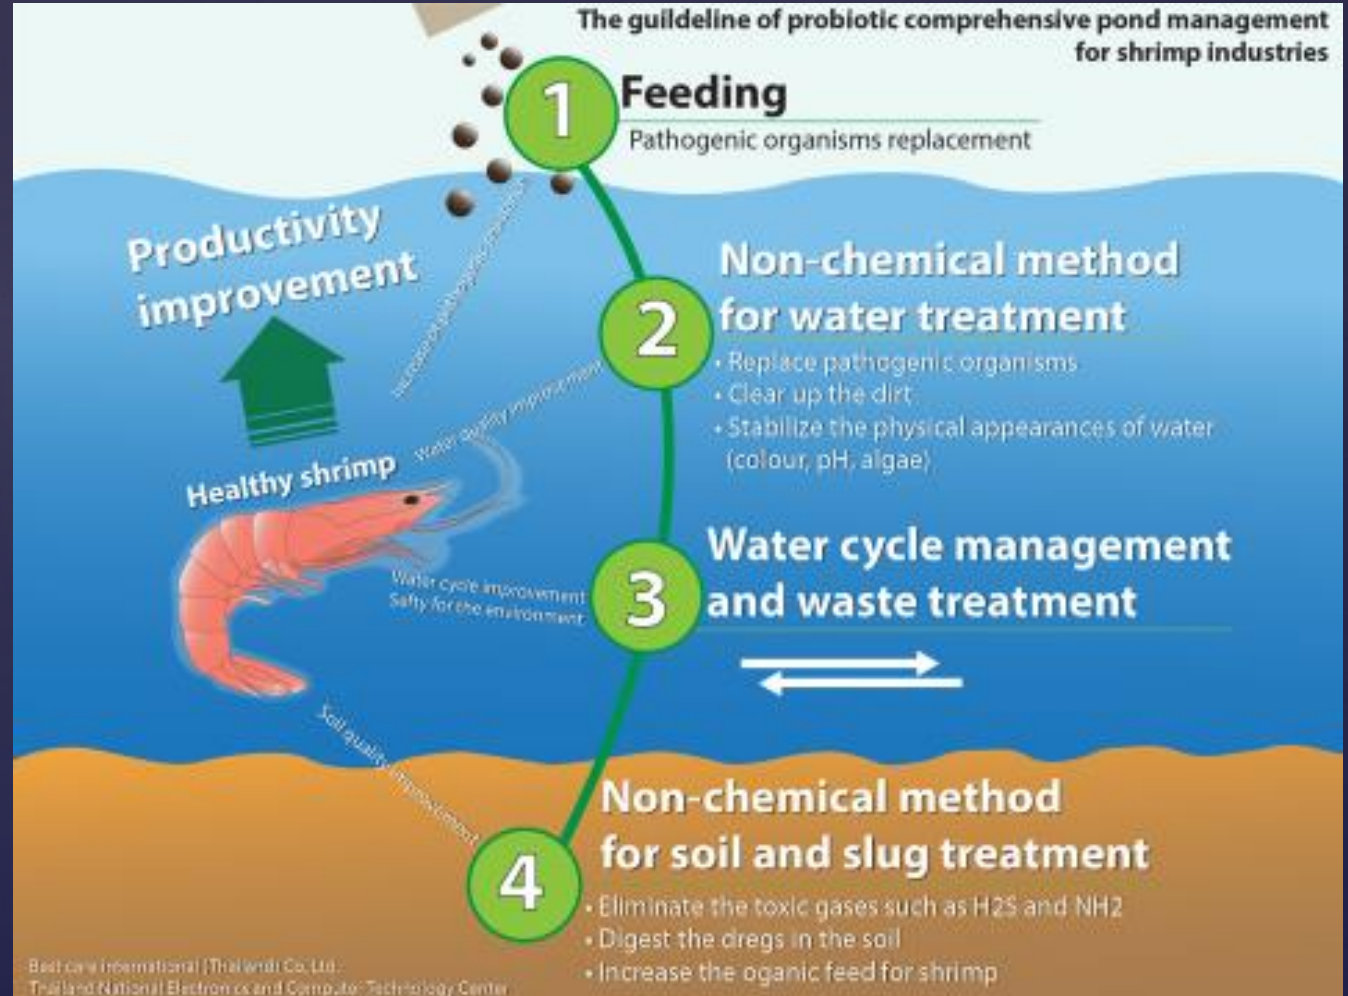 The guildeline of probiotic comprehensive pond management
for shrimp industries
1
Feeding
Pathogenic organisms replacement
Productivity
improvement
2
Non-chemical method
for water treatment
• Replace pathogenic organisms
• Clear up the dirt
• Stabilize the physical appearances of water
(colour, pH, algae)
Water quality improvement
Healthy shrimp
3
Water cycle management
and waste treatment
Water cycle improvement
Safty for the environment
Soil quality improvement
4
Non-chemical method
for soil and slug treatment
• Eliminate the toxic gases such as H2S and NH2
• Digest the dregs in the soil
• Increase the oganic feed for shrimp
Best care international (Thailand) Co, Ltd.
Thailand National Electronics and Computer Technology Center